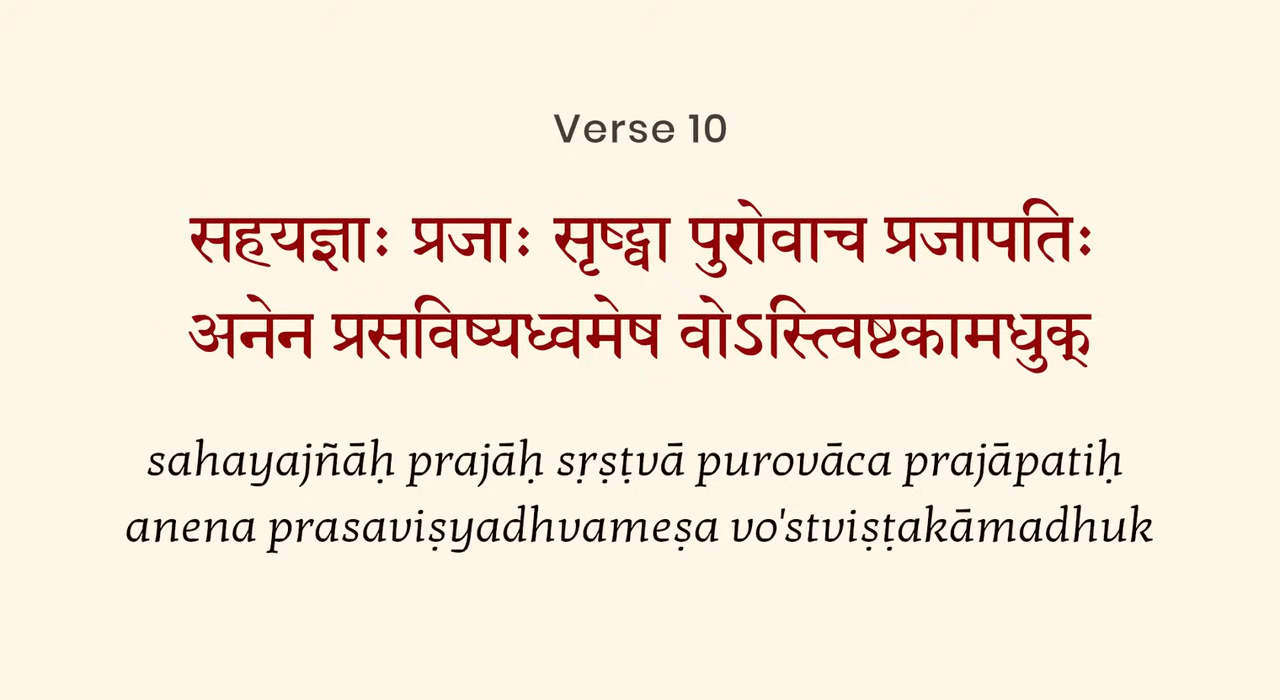 Verse 10
सहयज्ञाः प्रजाः सृष्ट्वा पुरोवाच प्रजापतिः
अनेन प्रसविष्यध्वमेष वोऽस्त्विष्टकामधुक्
sahayajñāḥ prajāḥ sṛṣṭvā purovāca prajāpatiḥ
anena prasaviṣyadhvameṣa vo'stviṣṭakāmadhuk